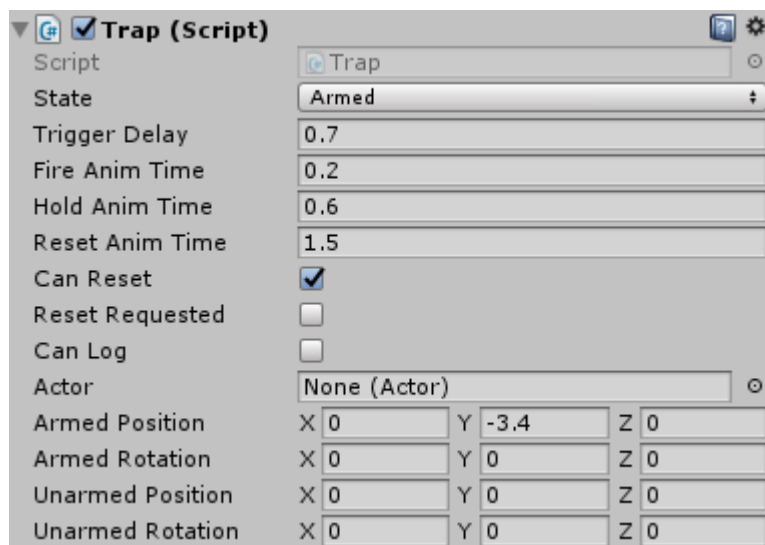 Trap (Script)
Script Trap
State Armed
Trigger Delay 0.7
Fire Anim Time 0.2
Hold Anim Time 0.6
Reset Anim Time 1.5
Can Reset
Reset Requested
Can Log
Actor None (Actor)
Armed Position X 0 Y -3.4 Z 0
Armed Rotation X 0 Y 0 Z 0
Unarmed Position X 0 Y 0 Z 0
Unarmed Rotation X 0 Y 0 Z 0